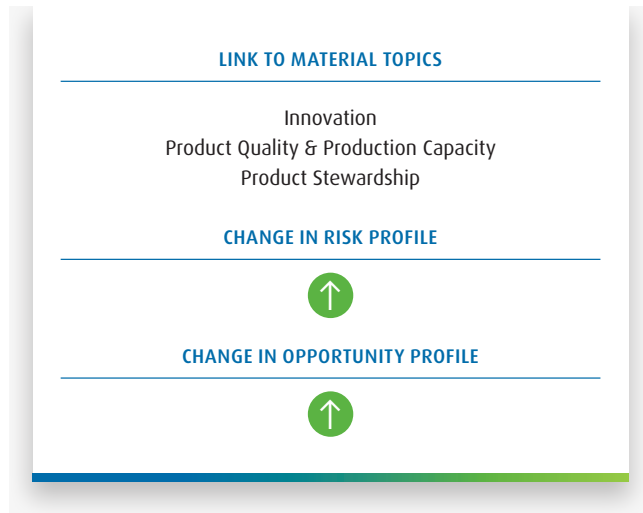 LINK TO MATERIAL TOPICS
Innovation
Product Quality & Production Capacity
Product Stewardship
CHANGE IN RISK PROFILE
CHANGE IN OPPORTUNITY PROFILE